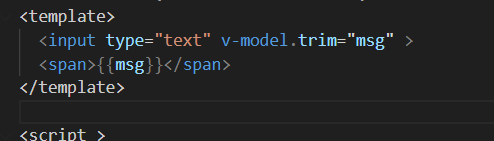 <template>
<input type="text" v-model.trim="msg" >
<span>{{msg}}</span>
</template>
<script >